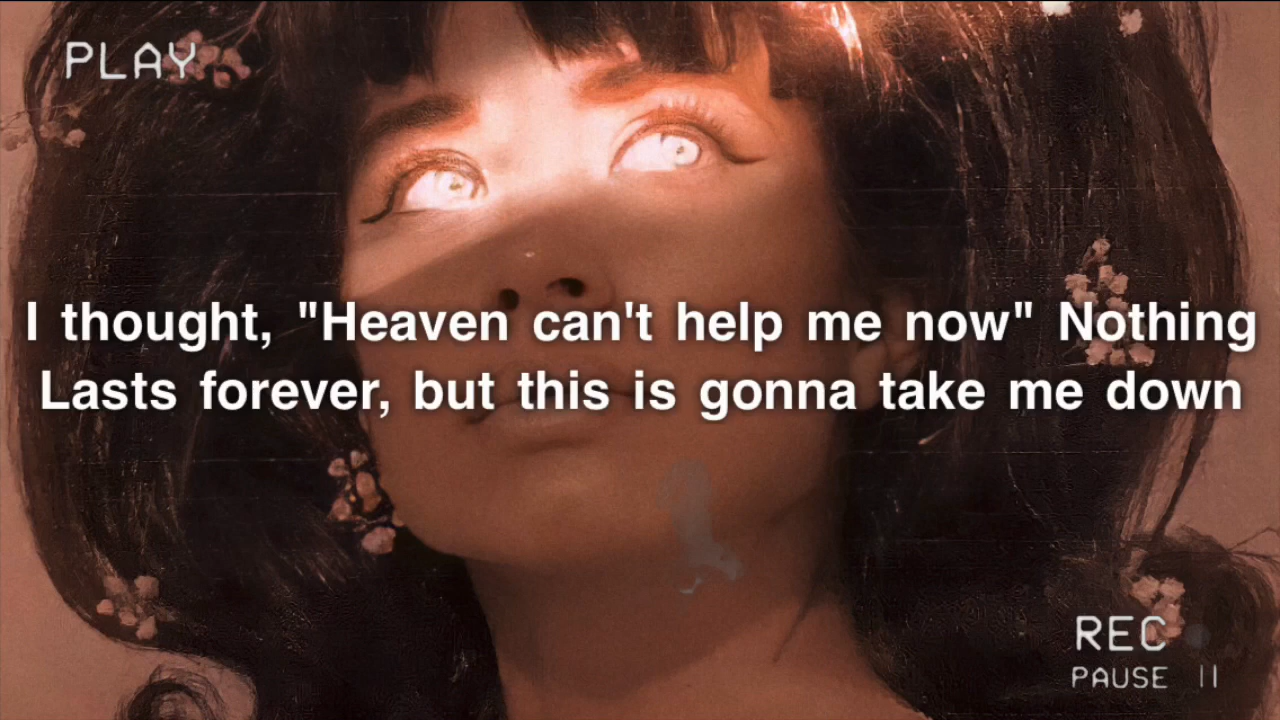 PLAY
I thought, "Heaven can't help me now" Nothing
Lasts forever, but this is gonna take me down
REC
PAUSE II